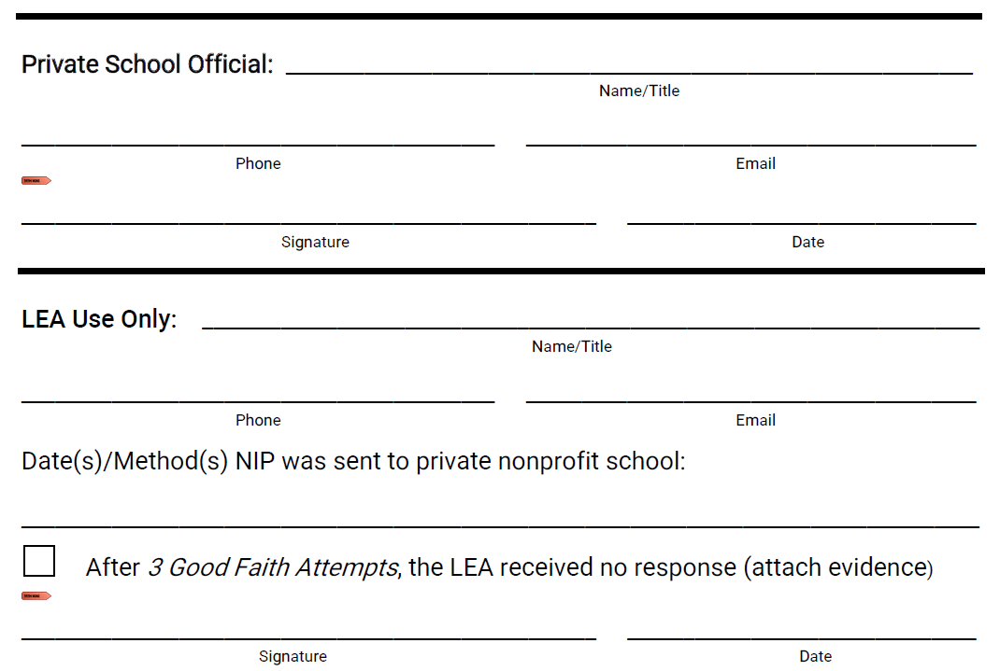 Private School Official:
Name/Title
Phone Email
Signature Date
LEA Use Only:
Name/Title
Phone Email
Date(s)/Method(s) NIP was sent to private nonprofit school:
After 3 Good Faith Attempts, the LEA received no response (attach evidence)
Signature Date